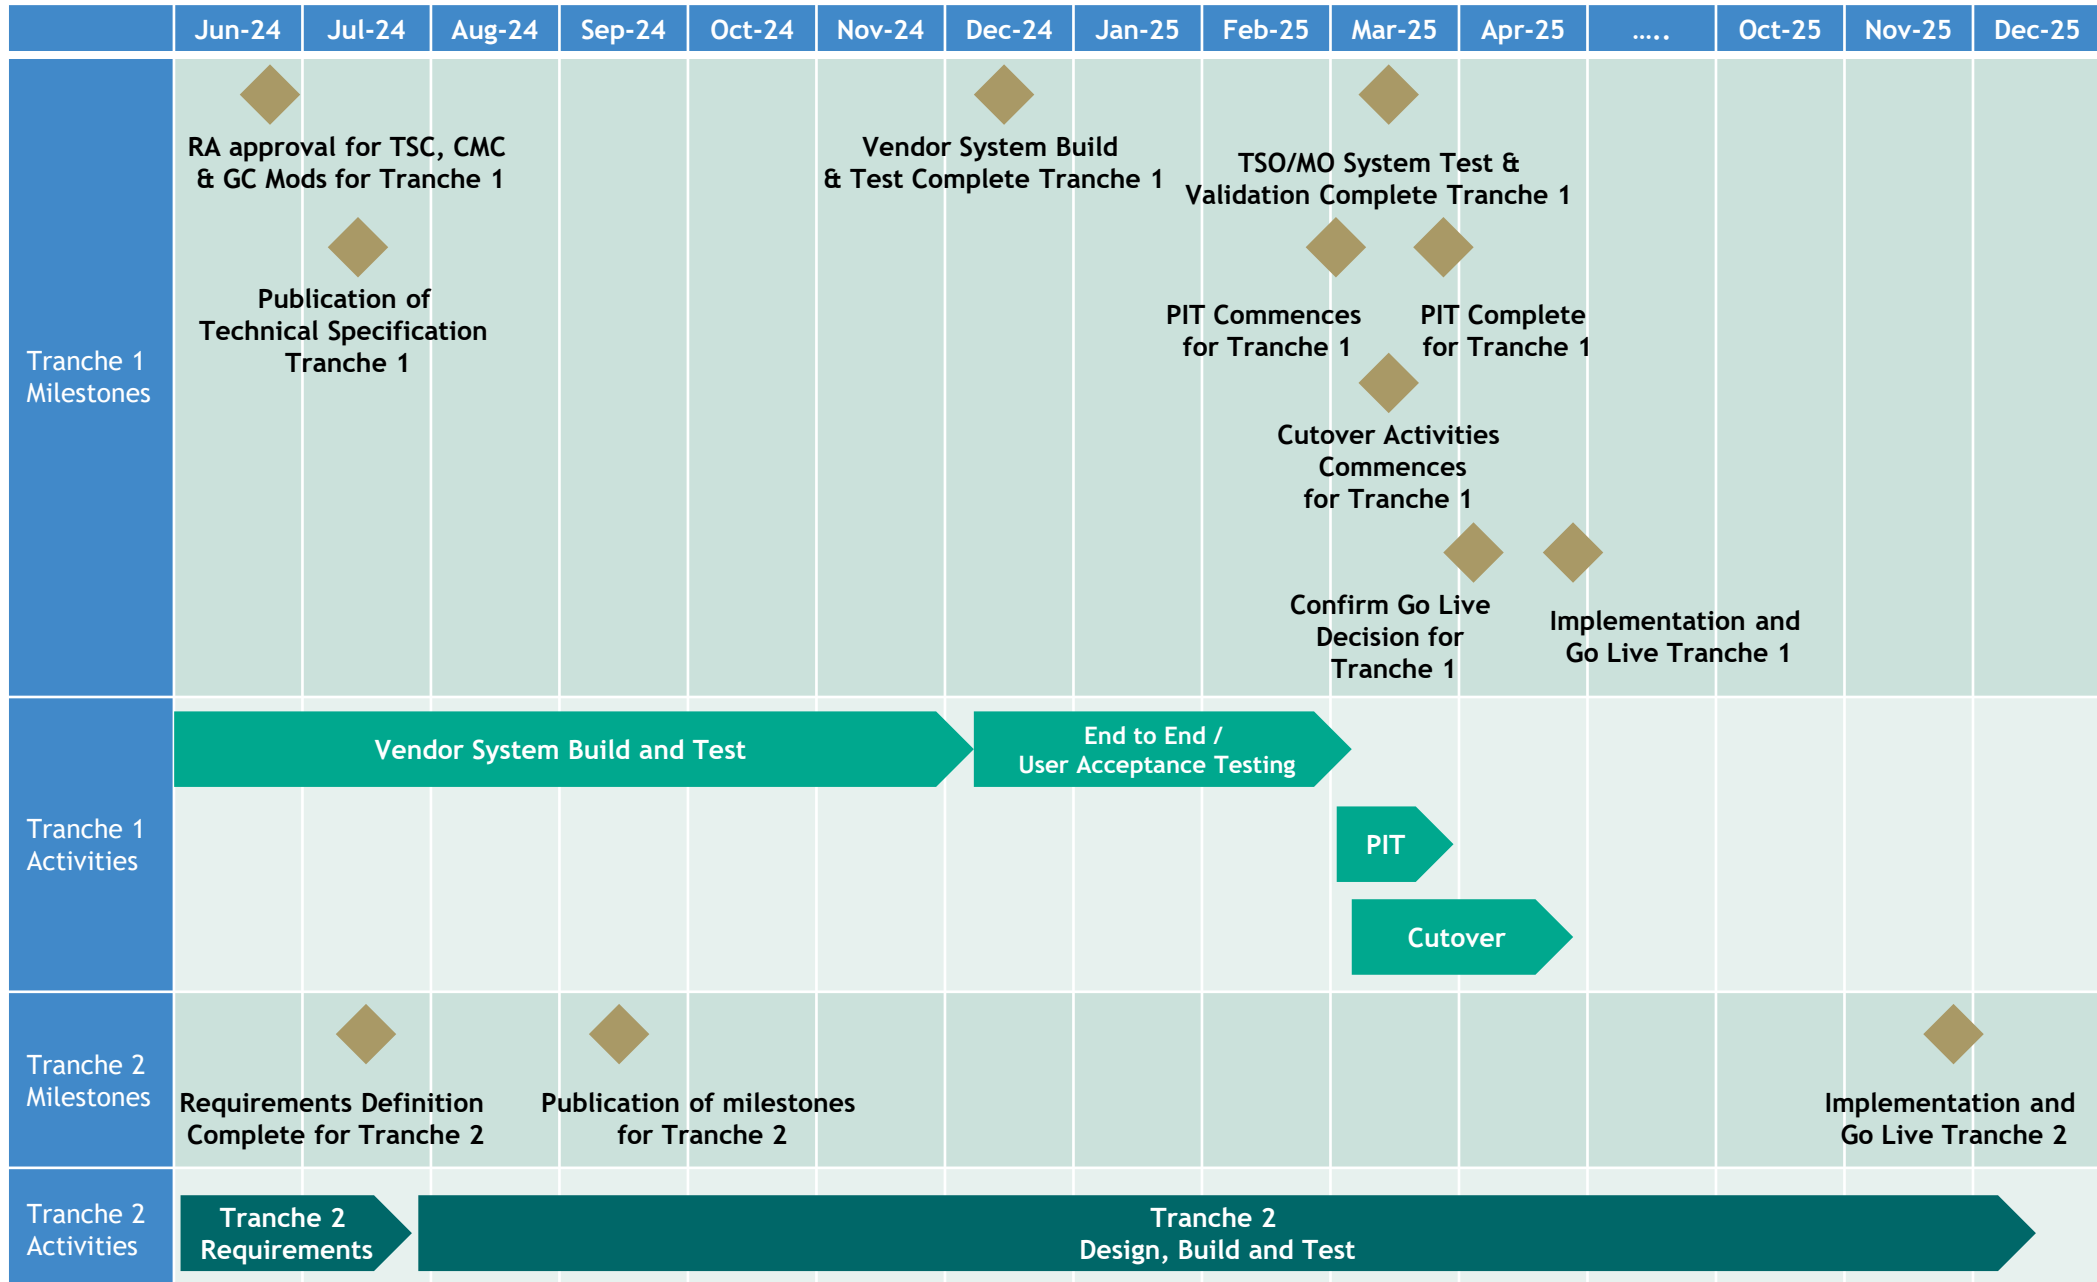 Jun-24 Jul-24 Aug-24 Sep-24 Oct-24 Nov-24 Dec-24 Jan-25 Feb-25 Mar-25 Apr-25 ….. Oct-25 Nov-25 Dec-25
Tranche 1
Milestones
RA approval for TSC, CMC
& GC Mods for Tranche 1
Vendor System Build
& Test Complete Tranche 1
TSO/MO System Test &
Validation Complete Tranche 1
Publication of
Technical Specification
Tranche 1
PIT Commences
for Tranche 1
PIT Complete
for Tranche 1
Cutover Activities
Commences
for Tranche 1
Confirm Go Live
Decision for
Tranche 1
Implementation and
Go Live Tranche 1
Tranche 1
Activities
Vendor System Build and Test
End to End /
User Acceptance Testing
PIT
Cutover
Tranche 2
Milestones
Requirements Definition
Complete for Tranche 2
Publication of milestones
for Tranche 2
Implementation and
Go Live Tranche 2
Tranche 2
Activities
Tranche 2
Requirements
Tranche 2
Design, Build and Test